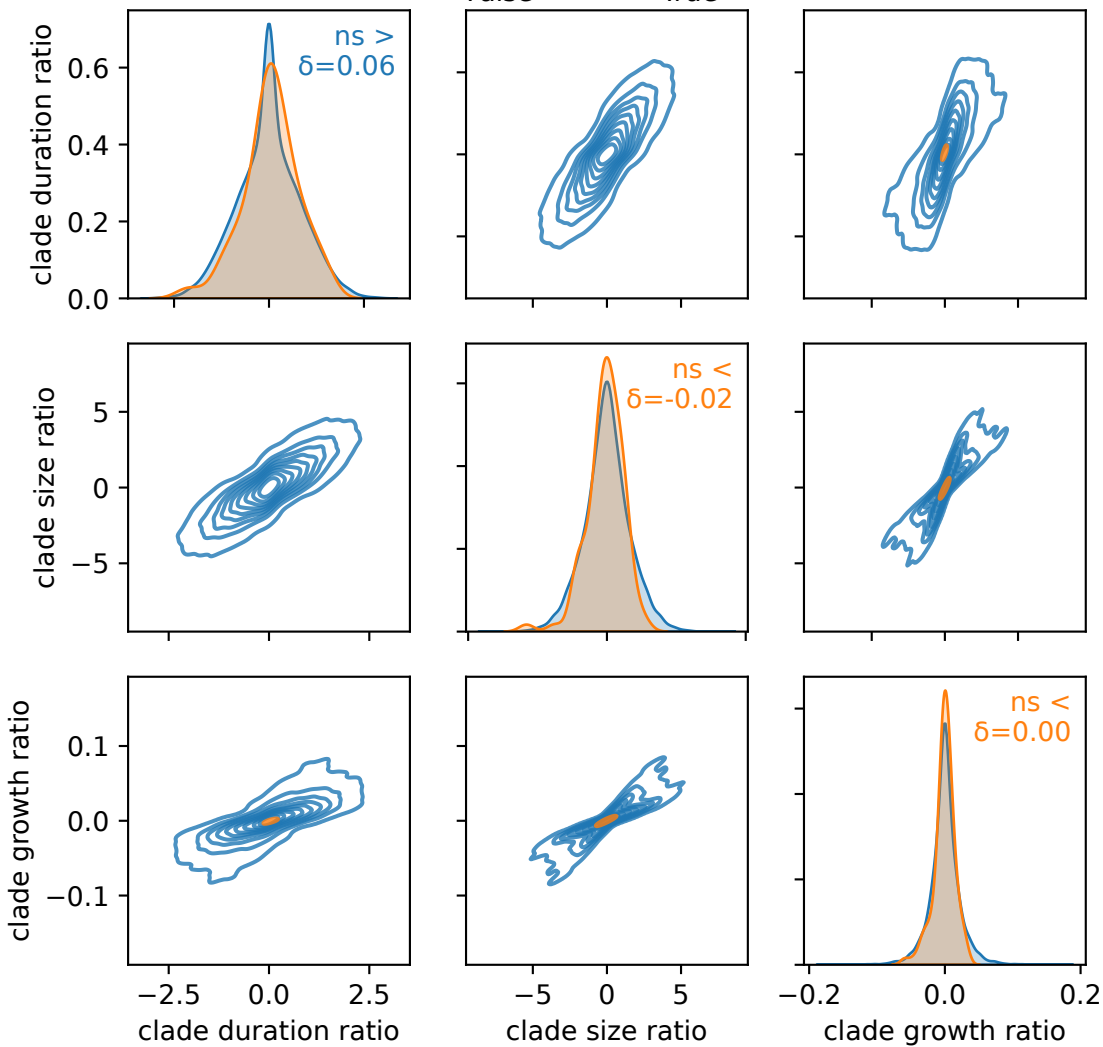 clade duration ratio
0.6
0.4
0.2
0.0
ns >
δ=0.06
clade size ratio
5
0
−5
ns <
δ=-0.02
clade growth ratio
0.1
0.0
−0.1
ns <
δ=0.00
−2.5 0.0 2.5
clade duration ratio
−5 0 5
clade size ratio
−0.2 0.0 0.2
clade growth ratio